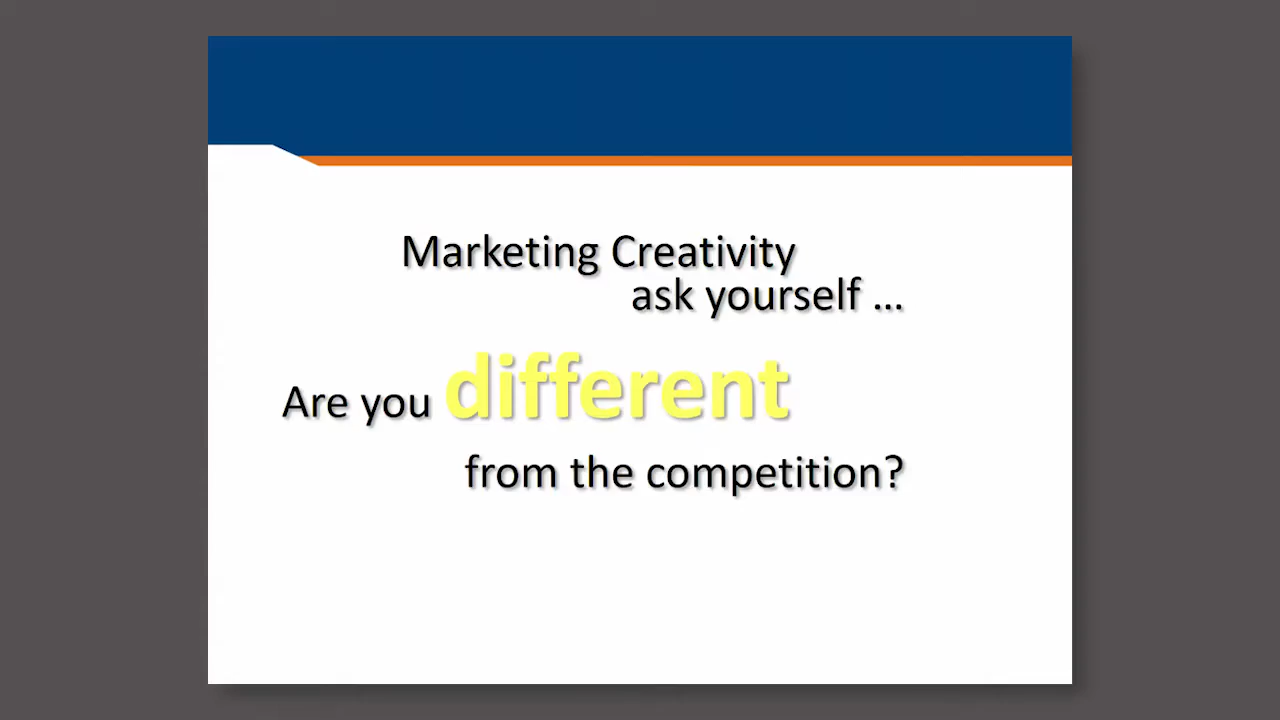 Marketing Creativity
ask yourself ...
Are you different
from the competition?